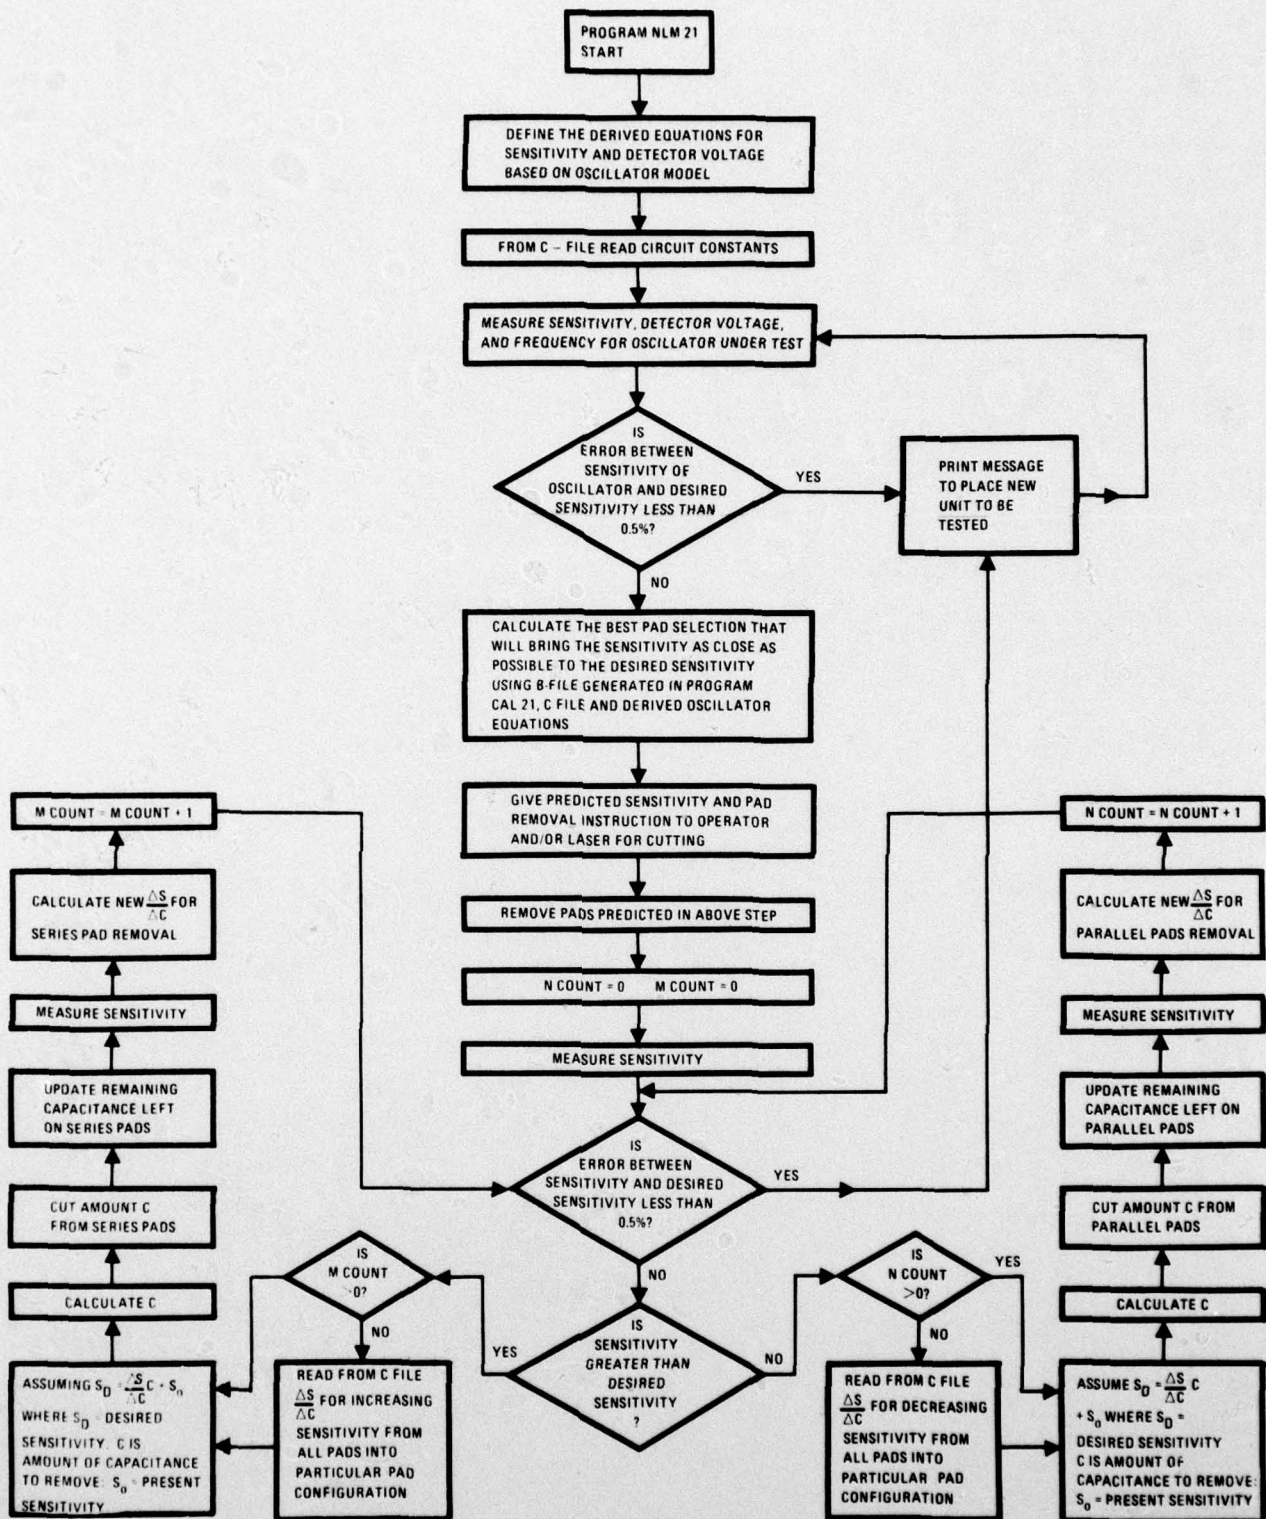 PROGRAM NLM 21
START
DEFINE THE DERIVED EQUATIONS FOR
SENSITIVITY AND DETECTOR VOLTAGE
BASED ON OSCILLATOR MODEL
FROM C – FILE READ CIRCUIT CONSTANTS
MEASURE SENSITIVITY, DETECTOR VOLTAGE,
AND FREQUENCY FOR OSCILLATOR UNDER TEST
IS
ERROR BETWEEN
SENSITIVITY OF
OSCILLATOR AND DESIRED
SENSITIVITY LESS THAN
0.5%?
YES
PRINT MESSAGE
TO PLACE NEW
UNIT TO BE
TESTED
NO
CALCULATE THE BEST PAD SELECTION THAT
WILL BRING THE SENSITIVITY AS CLOSE AS
POSSIBLE TO THE DESIRED SENSITIVITY
USING B-FILE GENERATED IN PROGRAM
CAL 21, C FILE AND DERIVED OSCILLATOR
EQUATIONS
GIVE PREDICTED SENSITIVITY AND PAD
REMOVAL INSTRUCTION TO OPERATOR
AND/OR LASER FOR CUTTING
REMOVE PADS PREDICTED IN ABOVE STEP
N COUNT = 0 M COUNT = 0
MEASURE SENSITIVITY
IS
ERROR BETWEEN
SENSITIVITY AND DESIRED
SENSITIVITY LESS THAN
0.5%?
YES
NO
IS
SENSITIVITY
GREATER THAN
DESIRED
SENSITIVITY
?
YES
NO
IS
M COUNT
0?
NO
READ FROM C FILE
ΔS/ΔC FOR INCREASING
SENSITIVITY FROM
ALL PADS INTO
PARTICULAR PAD
CONFIGURATION
ASSUMING S_D = ΔS/ΔC C + S_0
WHERE S_D = DESIRED
SENSITIVITY. C IS
AMOUNT OF CAPACITANCE
TO REMOVE: S_0 = PRESENT
SENSITIVITY
CALCULATE C
CUT AMOUNT C
FROM SERIES PADS
UPDATE REMAINING
CAPACITANCE LEFT
ON SERIES PADS
MEASURE SENSITIVITY
CALCULATE NEW ΔS/ΔC FOR
SERIES PAD REMOVAL
M COUNT = M COUNT + 1
IS
N COUNT
>0?
YES
NO
READ FROM C FILE
ΔS/ΔC FOR DECREASING
SENSITIVITY FROM
ALL PADS INTO
PARTICULAR PAD
CONFIGURATION
ASSUME S_D = ΔS/ΔC C
+ S_0 WHERE S_D =
DESIRED SENSITIVITY
C IS AMOUNT OF
CAPACITANCE TO REMOVE:
S_0 = PRESENT SENSITIVITY
CALCULATE C
CUT AMOUNT C FROM
PARALLEL PADS
UPDATE REMAINING
CAPACITANCE LEFT ON
PARALLEL PADS
MEASURE SENSITIVITY
CALCULATE NEW ΔS/ΔC FOR
PARALLEL PADS REMOVAL
N COUNT = N COUNT + 1